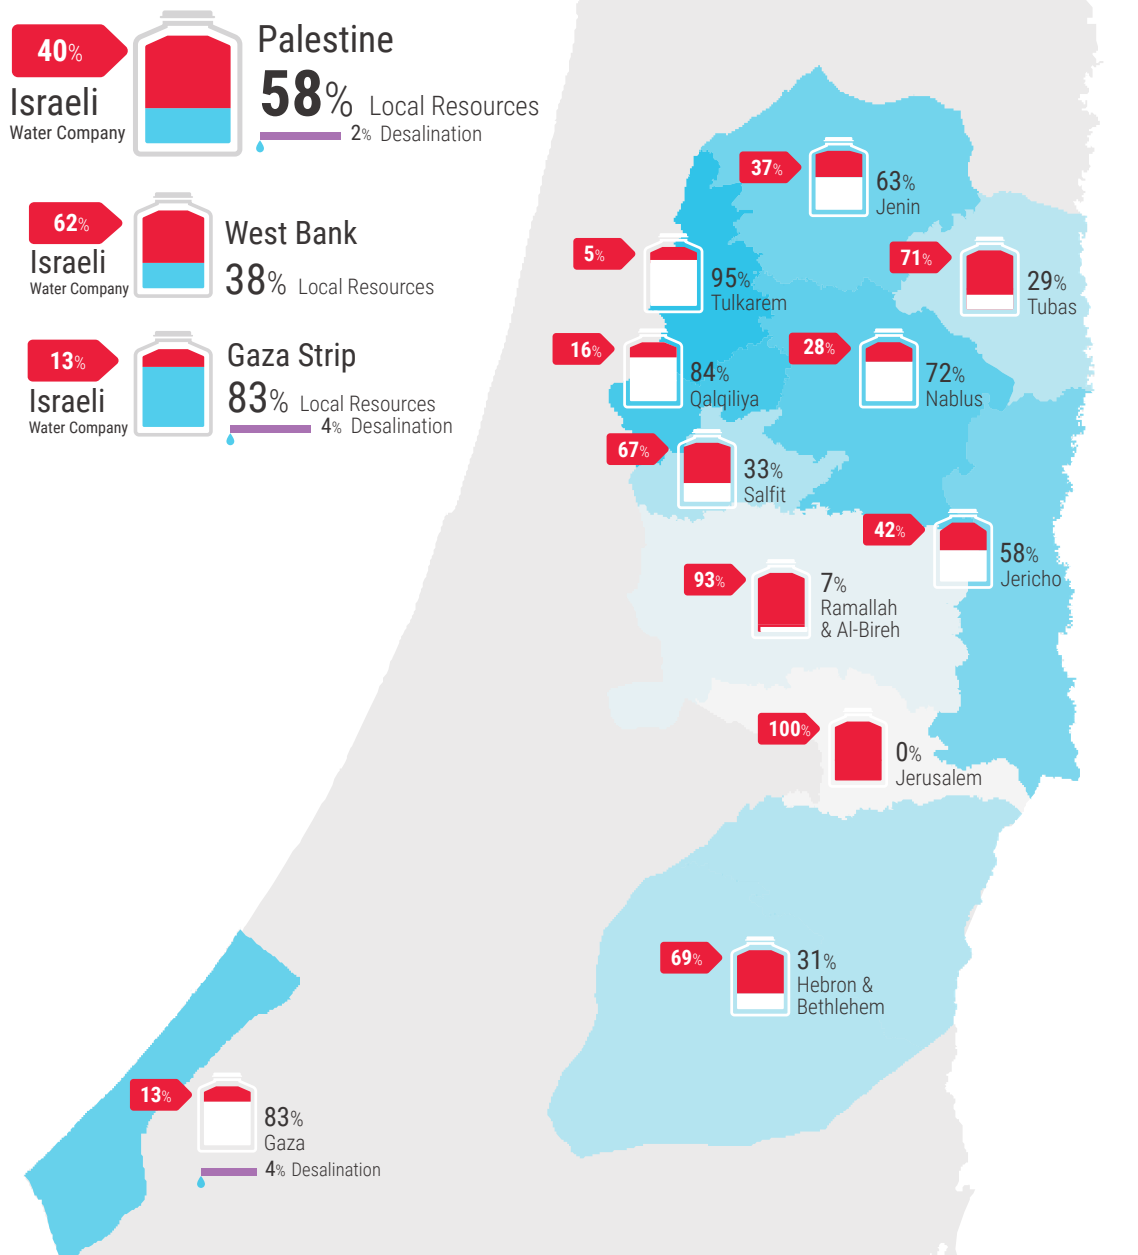 40%
Israeli
Water Company
Palestine
58% Local Resources
2% Desalination
62%
Israeli
Water Company
West Bank
38% Local Resources
13%
Israeli
Water Company
Gaza Strip
83% Local Resources
4% Desalination
37%
63%
Jenin
5%
95%
Tulkarem
71%
29%
Tubas
16%
84%
Qalqiliya
28%
72%
Nablus
67%
33%
Salfit
42%
58%
Jericho
93%
7%
Ramallah
& Al-Bireh
100%
0%
Jerusalem
69%
31%
Hebron &
Bethlehem
13%
83%
Gaza
4% Desalination